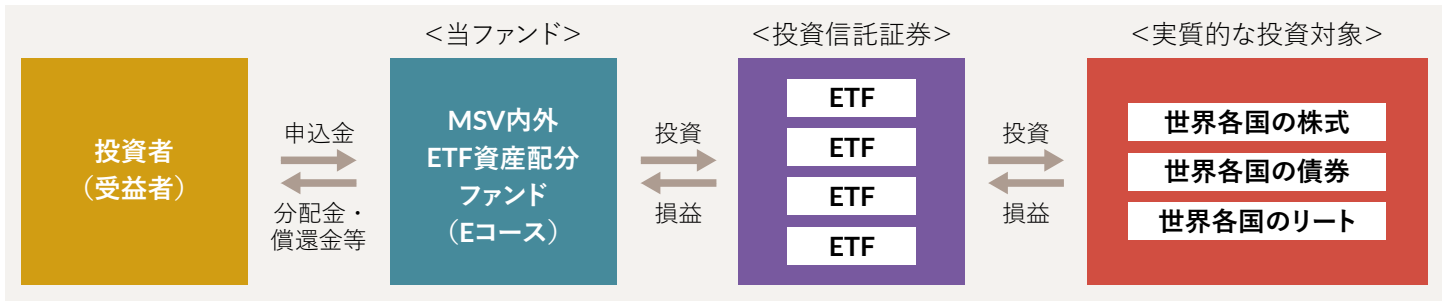 <当ファンド>
<投資信託証券>
<実質的な投資対象>
投資者
（受益者）
申込金
分配金・
償還金等
MSV内外
ETF資産配分
ファンド
（Eコース）
投資
損益
ETF
ETF
ETF
ETF
投資
損益
世界各国の株式
世界各国の債券
世界各国のリート